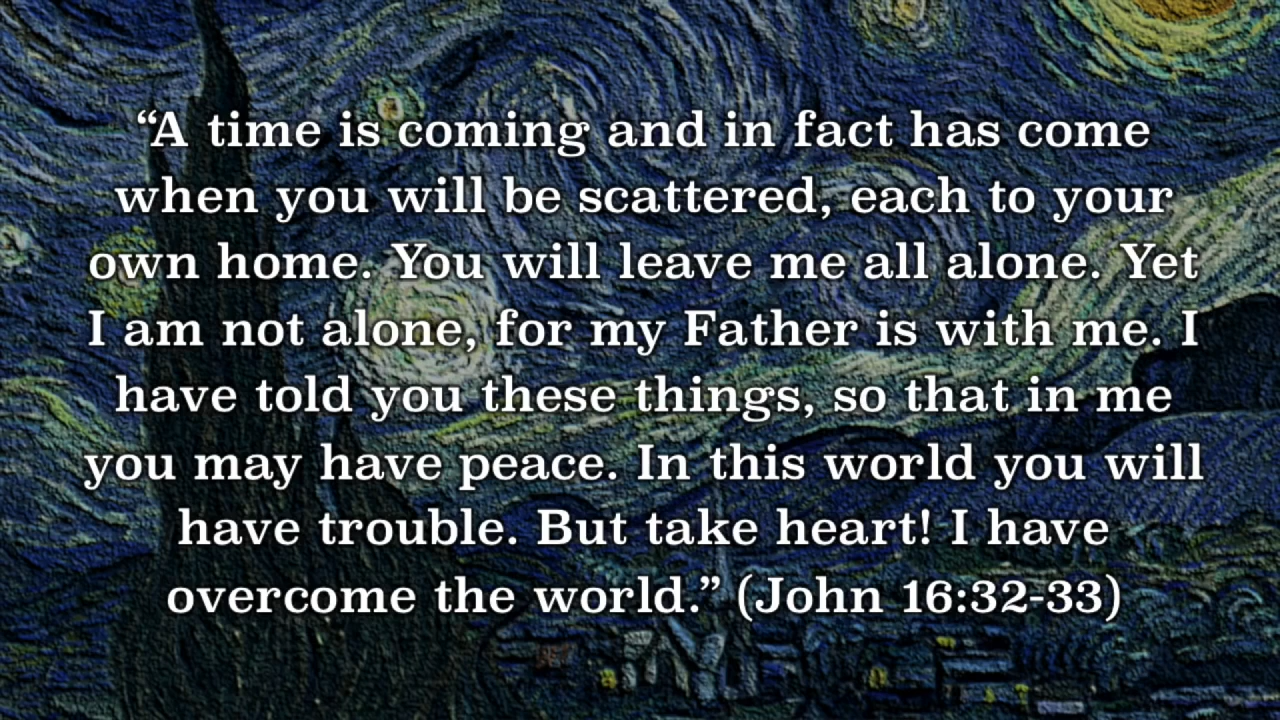 “A time is coming and in fact has come
when you will be scattered, each to your
own home. You will leave me all alone. Yet
I am not alone, for my Father is with me. I
have told you these things, so that in me
you may have peace. In this world you will
have trouble. But take heart! I have
overcome the world.” (John 16:32-33)